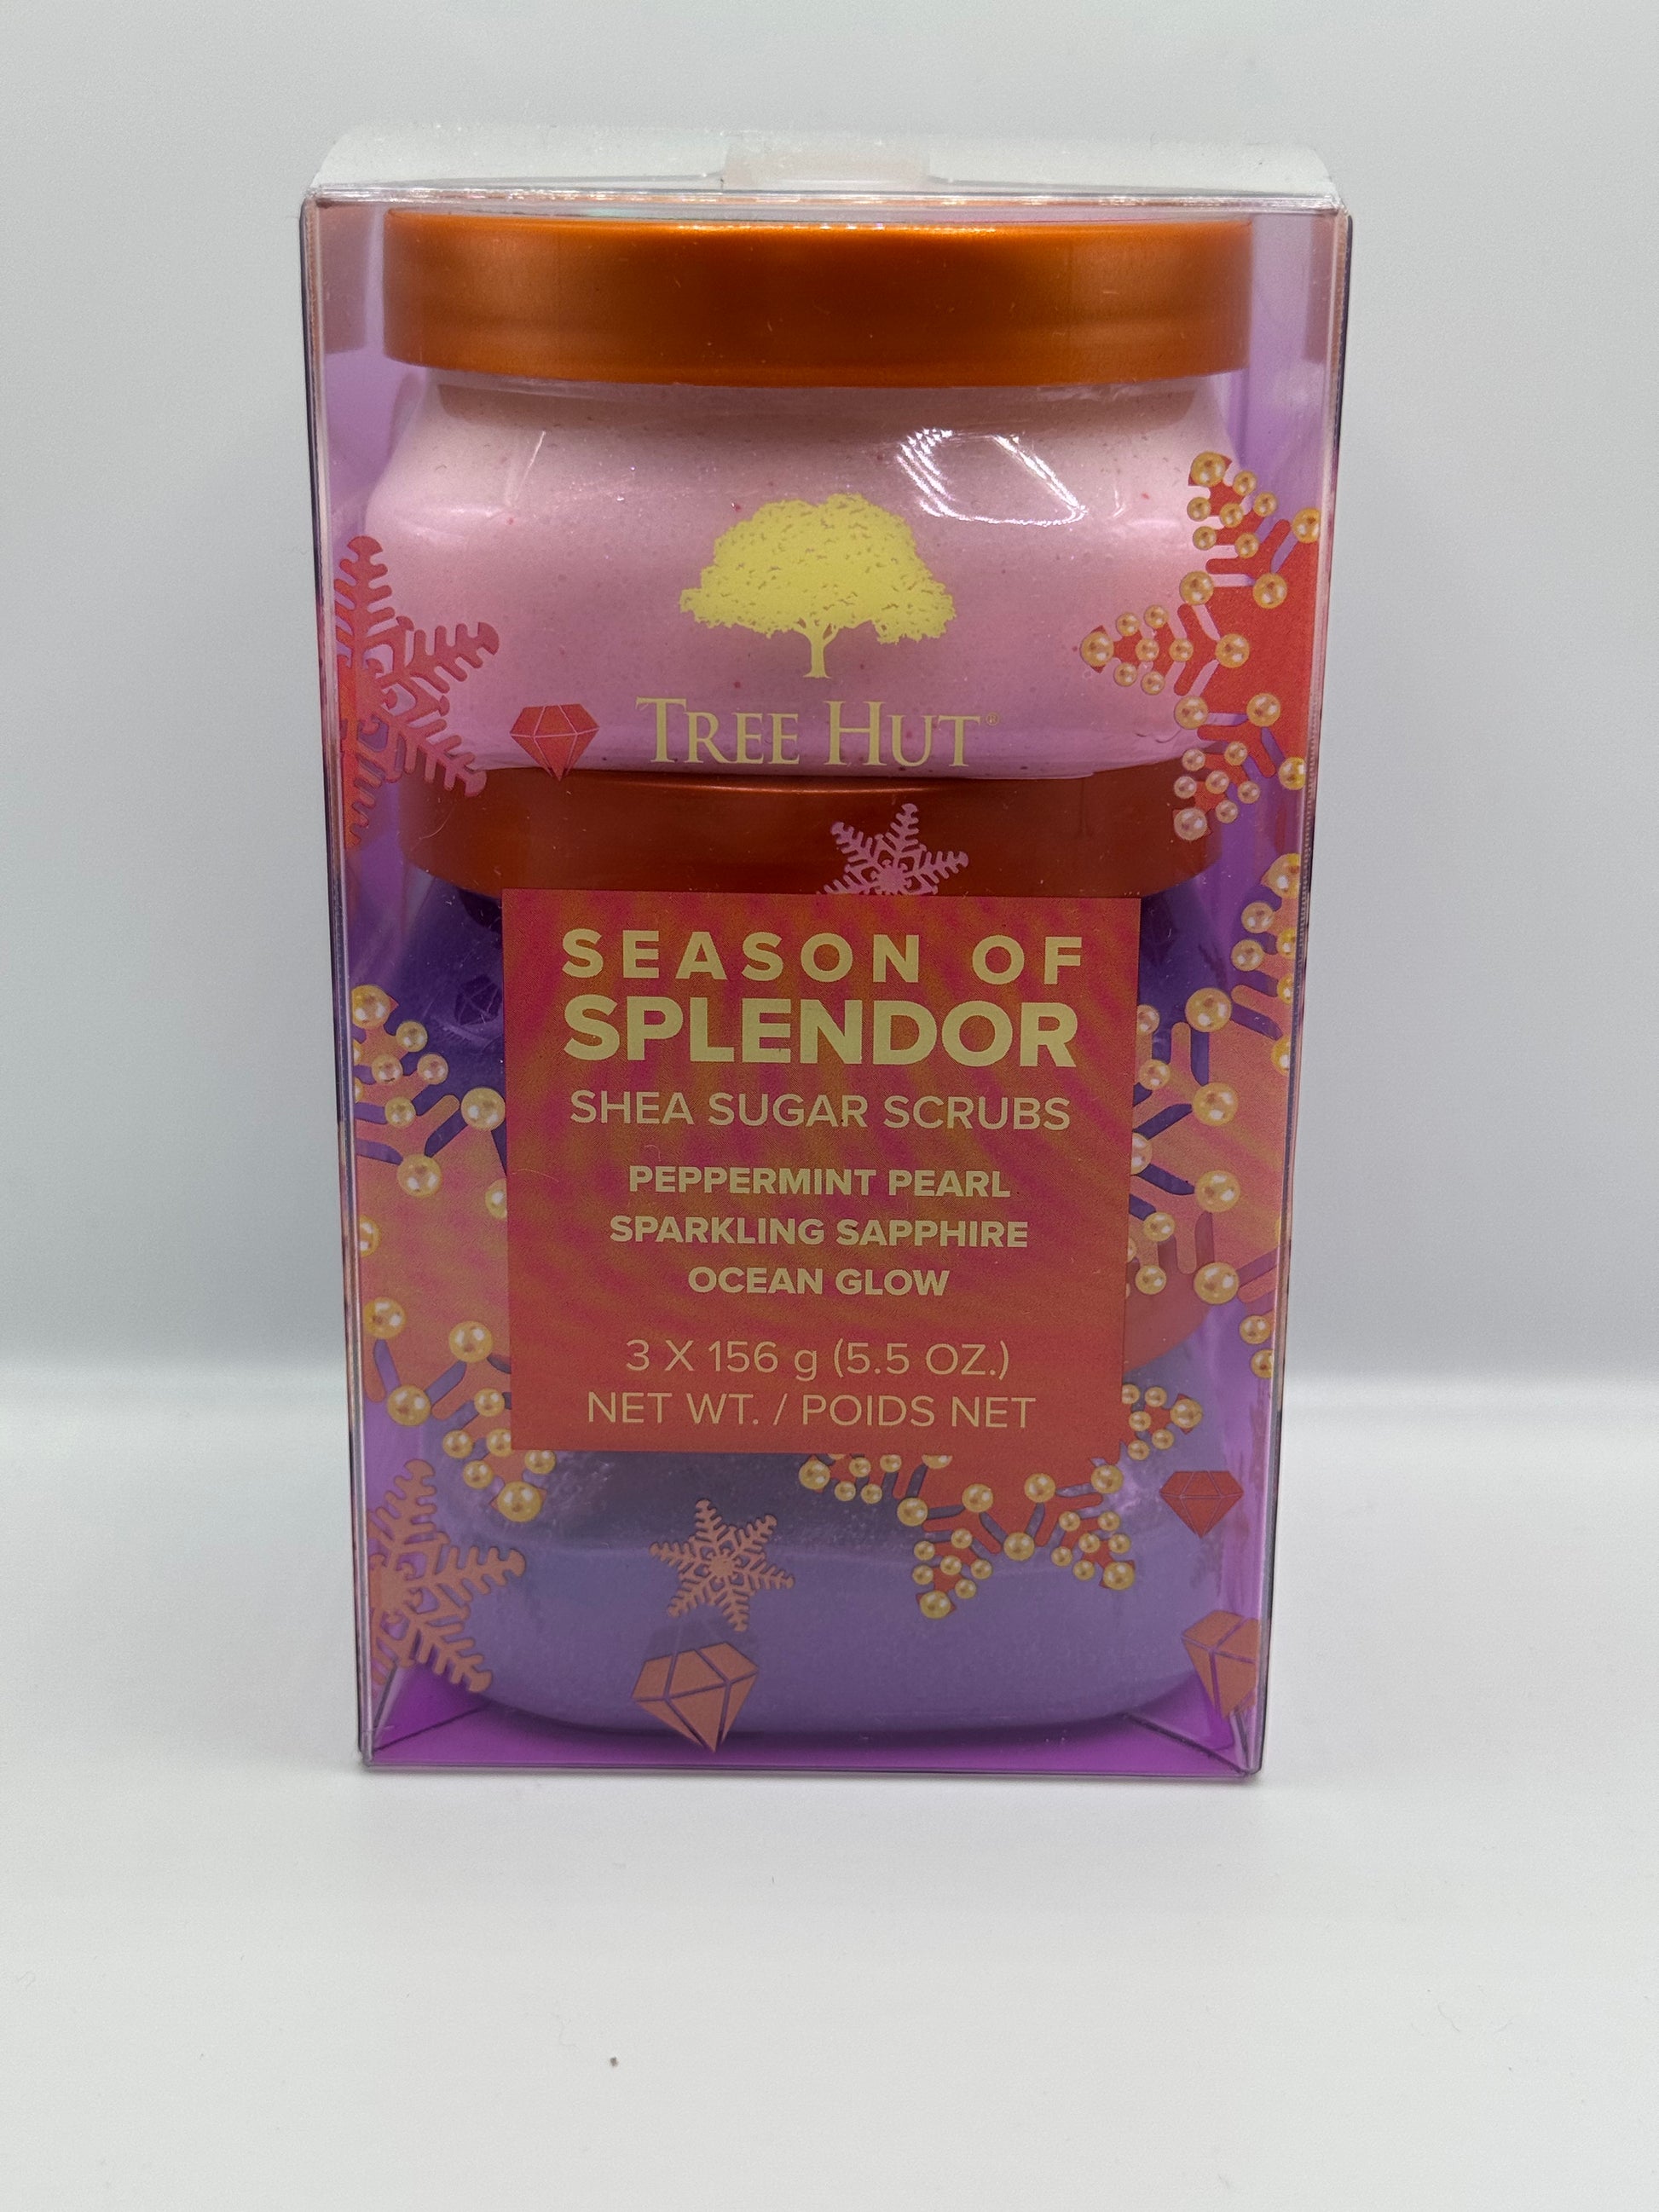 TREE HUT®
SEASON OF
SPLENDOR
SHEA SUGAR SCRUBS
PEPPERMINT PEARL
SPARKLING SAPPHIRE
OCEAN GLOW
3 X 156 g (5.5 OZ.)
NET WT. / POIDS NET